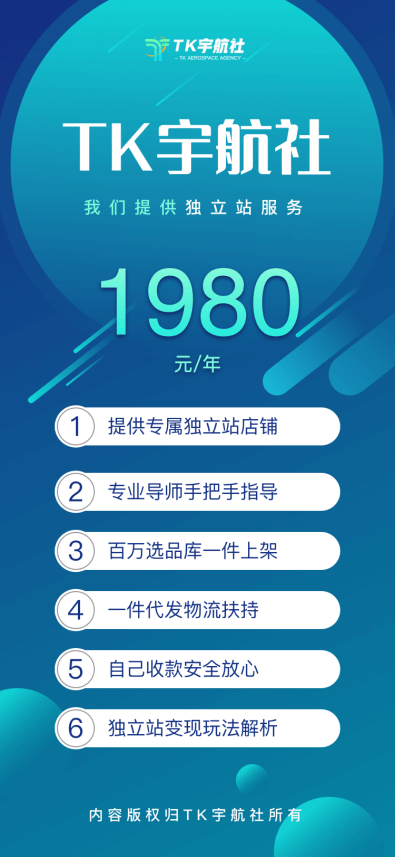 TK宇航社
– TK AEROSPACE AGENCY –
TK宇航社
我们提供独立站服务
1980
元/年
1 提供专属独立站店铺
2 专业导师手把手指导
3 百万选品库一件上架
4 一件代发物流扶持
5 自己收款安全放心
6 独立站变现玩法解析
内容版权归TK宇航社所有